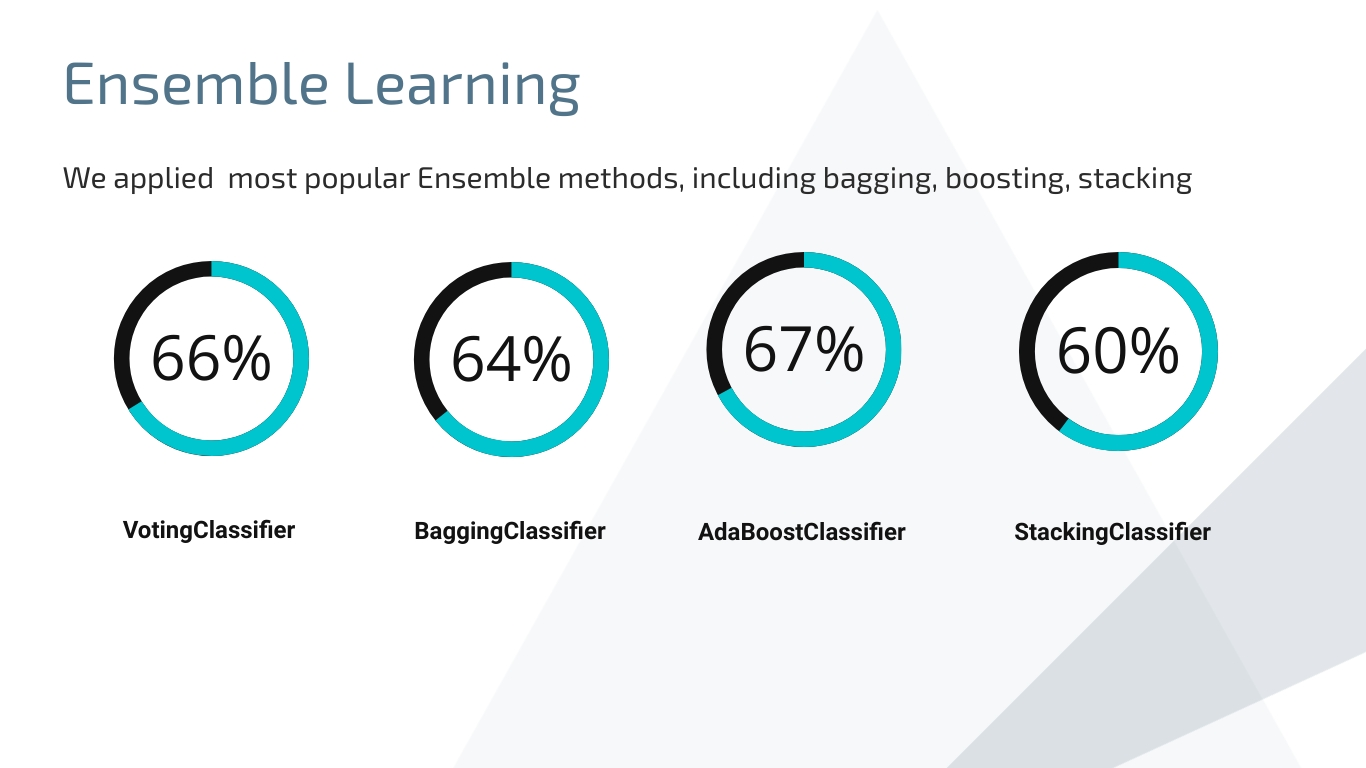 Ensemble Learning
We applied  most popular Ensemble methods, including bagging, boosting, stacking
66%
64%
67%
60%
VotingClassifier
BaggingClassifier
AdaBoostClassifier
StackingClassifier